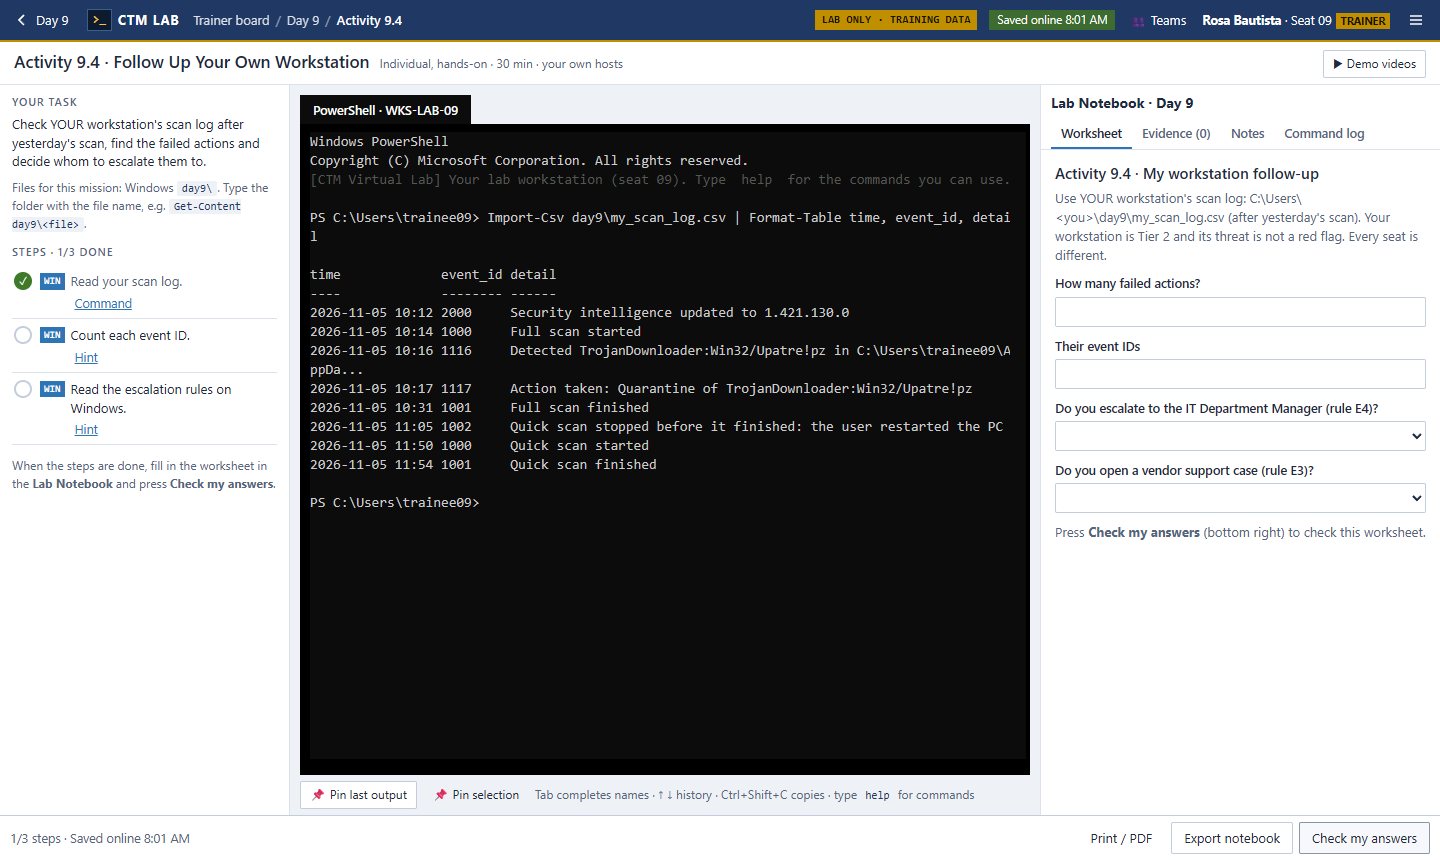 Day 9
>_ CTM LAB Trainer board / Day 9 / Activity 9.4
LAB ONLY · TRAINING DATA
Saved online 8:01 AM
Teams
Rosa Bautista · Seat 09 TRAINER
Activity 9.4 · Follow Up Your Own Workstation Individual, hands-on · 30 min · your own hosts
Demo videos
YOUR TASK
Check YOUR workstation's scan log after
yesterday's scan, find the failed actions and
decide whom to escalate them to.
Files for this mission: Windows day9\ . Type the
folder with the file name, e.g. Get-Content
day9\<file> .
STEPS · 1/3 DONE
WIN Read your scan log.
Command
WIN Count each event ID.
Hint
WIN Read the escalation rules on
Windows.
Hint
When the steps are done, fill in the worksheet in
the Lab Notebook and press Check my answers.
PowerShell · WKS-LAB-09
Windows PowerShell
Copyright (C) Microsoft Corporation. All rights reserved.
[CTM Virtual Lab] Your lab workstation (seat 09). Type help for the commands you can use.
PS C:\Users\trainee09> Import-Csv day9\my_scan_log.csv | Format-Table time, event_id, detai
l
time event_id detail
---- -------- ------
2026-11-05 10:12 2000 Security intelligence updated to 1.421.130.0
2026-11-05 10:14 1000 Full scan started
2026-11-05 10:16 1116 Detected TrojanDownloader:Win32/Upatre!pz in C:\Users\trainee09\A
ppDa...
2026-11-05 10:17 1117 Action taken: Quarantine of TrojanDownloader:Win32/Upatre!pz
2026-11-05 10:31 1001 Full scan finished
2026-11-05 11:05 1002 Quick scan stopped before it finished: the user restarted the PC
2026-11-05 11:50 1000 Quick scan started
2026-11-05 11:54 1001 Quick scan finished
PS C:\Users\trainee09>
Pin last output
Pin selection
Tab completes names · ↑ ↓ history · Ctrl+Shift+C copies · type help for commands
Lab Notebook · Day 9
Worksheet Evidence (0) Notes Command log
Activity 9.4 · My workstation follow-up
Use YOUR workstation's scan log: C:\Users\
<you>\day9\my_scan_log.csv (after yesterday's scan). Your
workstation is Tier 2 and its threat is not a red flag. Every seat is
different.
How many failed actions?
Their event IDs
Do you escalate to the IT Department Manager (rule E4)?
Do you open a vendor support case (rule E3)?
Press Check my answers (bottom right) to check this worksheet.
1/3 steps · Saved online 8:01 AM
Print / PDF
Export notebook
Check my answers